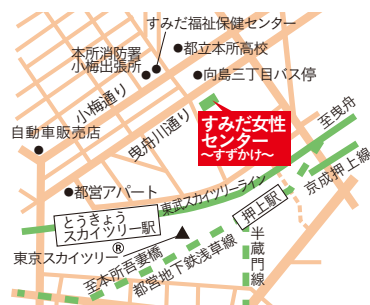 すみだ福祉保健センター
本所消防署
小梅出張所
都立本所高校
向島三丁目バス停
小梅通り
曳舟川通り
すみだ女性
センター
〜すずかけ〜
至曳舟
自動車販売店
京成押上線
都営アパート
東武スカイツリーライン
押上駅
とうきょう
スカイツリー駅
東京スカイツリー®
半蔵門線
至本所吾妻橋
都営地下鉄浅草線